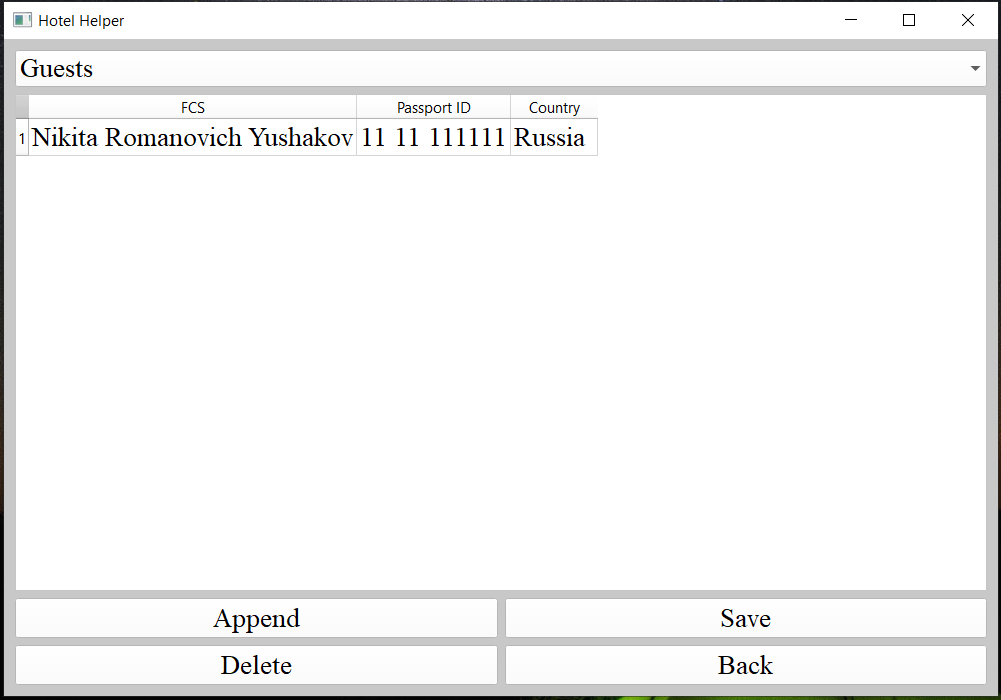 Hotel Helper
Guests
FCS Passport ID Country
1 Nikita Romanovich Yushakov 11 11 111111 Russia
Append Save
Delete Back